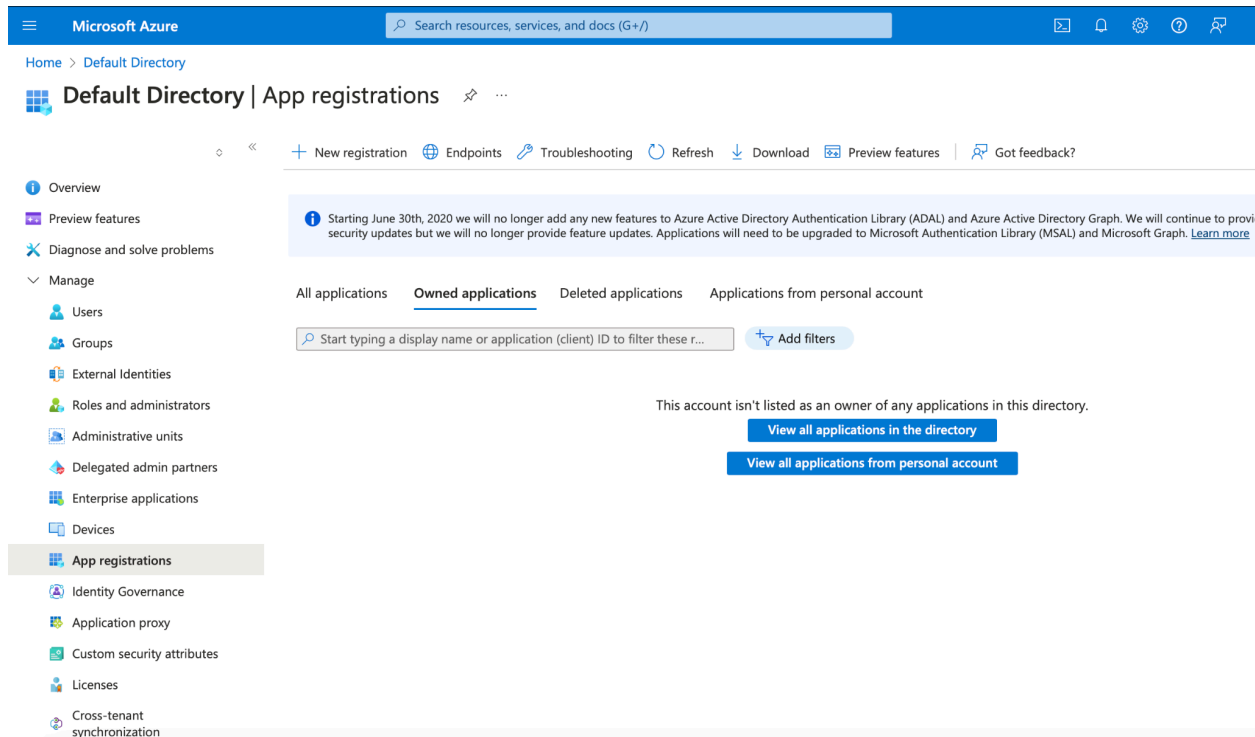 Microsoft Azure
Search resources, services, and docs (G+/)
Home > Default Directory
Default Directory | App registrations
New registration
Endpoints
Troubleshooting
Refresh
Download
Preview features
Got feedback?
Overview
Preview features
Diagnose and solve problems
Manage
Users
Groups
External Identities
Roles and administrators
Administrative units
Delegated admin partners
Enterprise applications
Devices
App registrations
Identity Governance
Application proxy
Custom security attributes
Licenses
Cross-tenant
synchronization
Starting June 30th, 2020 we will no longer add any new features to Azure Active Directory Authentication Library (ADAL) and Azure Active Directory Graph. We will continue to provi
security updates but we will no longer provide feature updates. Applications will need to be upgraded to Microsoft Authentication Library (MSAL) and Microsoft Graph. Learn more
All applications
Owned applications
Deleted applications
Applications from personal account
Start typing a display name or application (client) ID to filter these r...
Add filters
This account isn't listed as an owner of any applications in this directory.
View all applications in the directory
View all applications from personal account